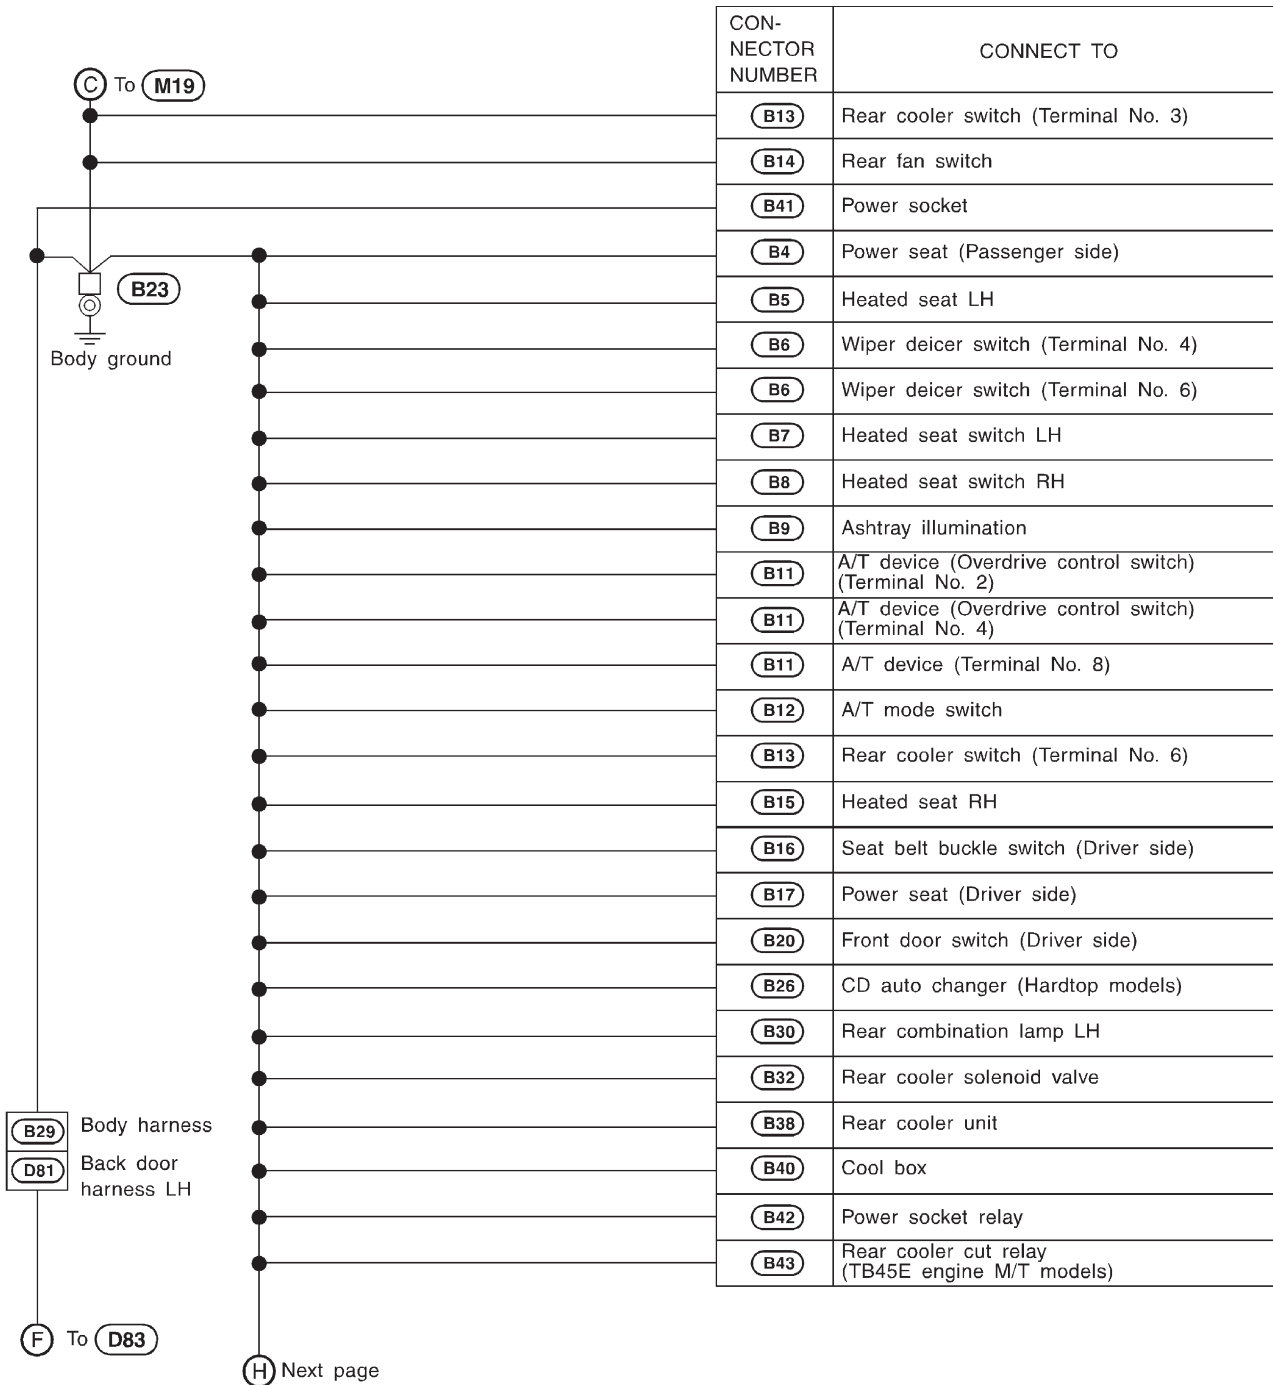 CON-
NECTOR
NUMBER
CONNECT TO
C To M19
B13 Rear cooler switch (Terminal No. 3)
B14 Rear fan switch
B41 Power socket
B4 Power seat (Passenger side)
B23
B5 Heated seat LH
Body ground
B6 Wiper deicer switch (Terminal No. 4)
B6 Wiper deicer switch (Terminal No. 6)
B7 Heated seat switch LH
B8 Heated seat switch RH
B9 Ashtray illumination
B11 A/T device (Overdrive control switch)
(Terminal No. 2)
B11 A/T device (Overdrive control switch)
(Terminal No. 4)
B11 A/T device (Terminal No. 8)
B12 A/T mode switch
B13 Rear cooler switch (Terminal No. 6)
B15 Heated seat RH
B16 Seat belt buckle switch (Driver side)
B17 Power seat (Driver side)
B20 Front door switch (Driver side)
B26 CD auto changer (Hardtop models)
B30 Rear combination lamp LH
B32 Rear cooler solenoid valve
B38 Rear cooler unit
B40 Cool box
B42 Power socket relay
B43 Rear cooler cut relay
(TB45E engine M/T models)
B29 Body harness
D81 Back door
harness LH
F To D83
H Next page